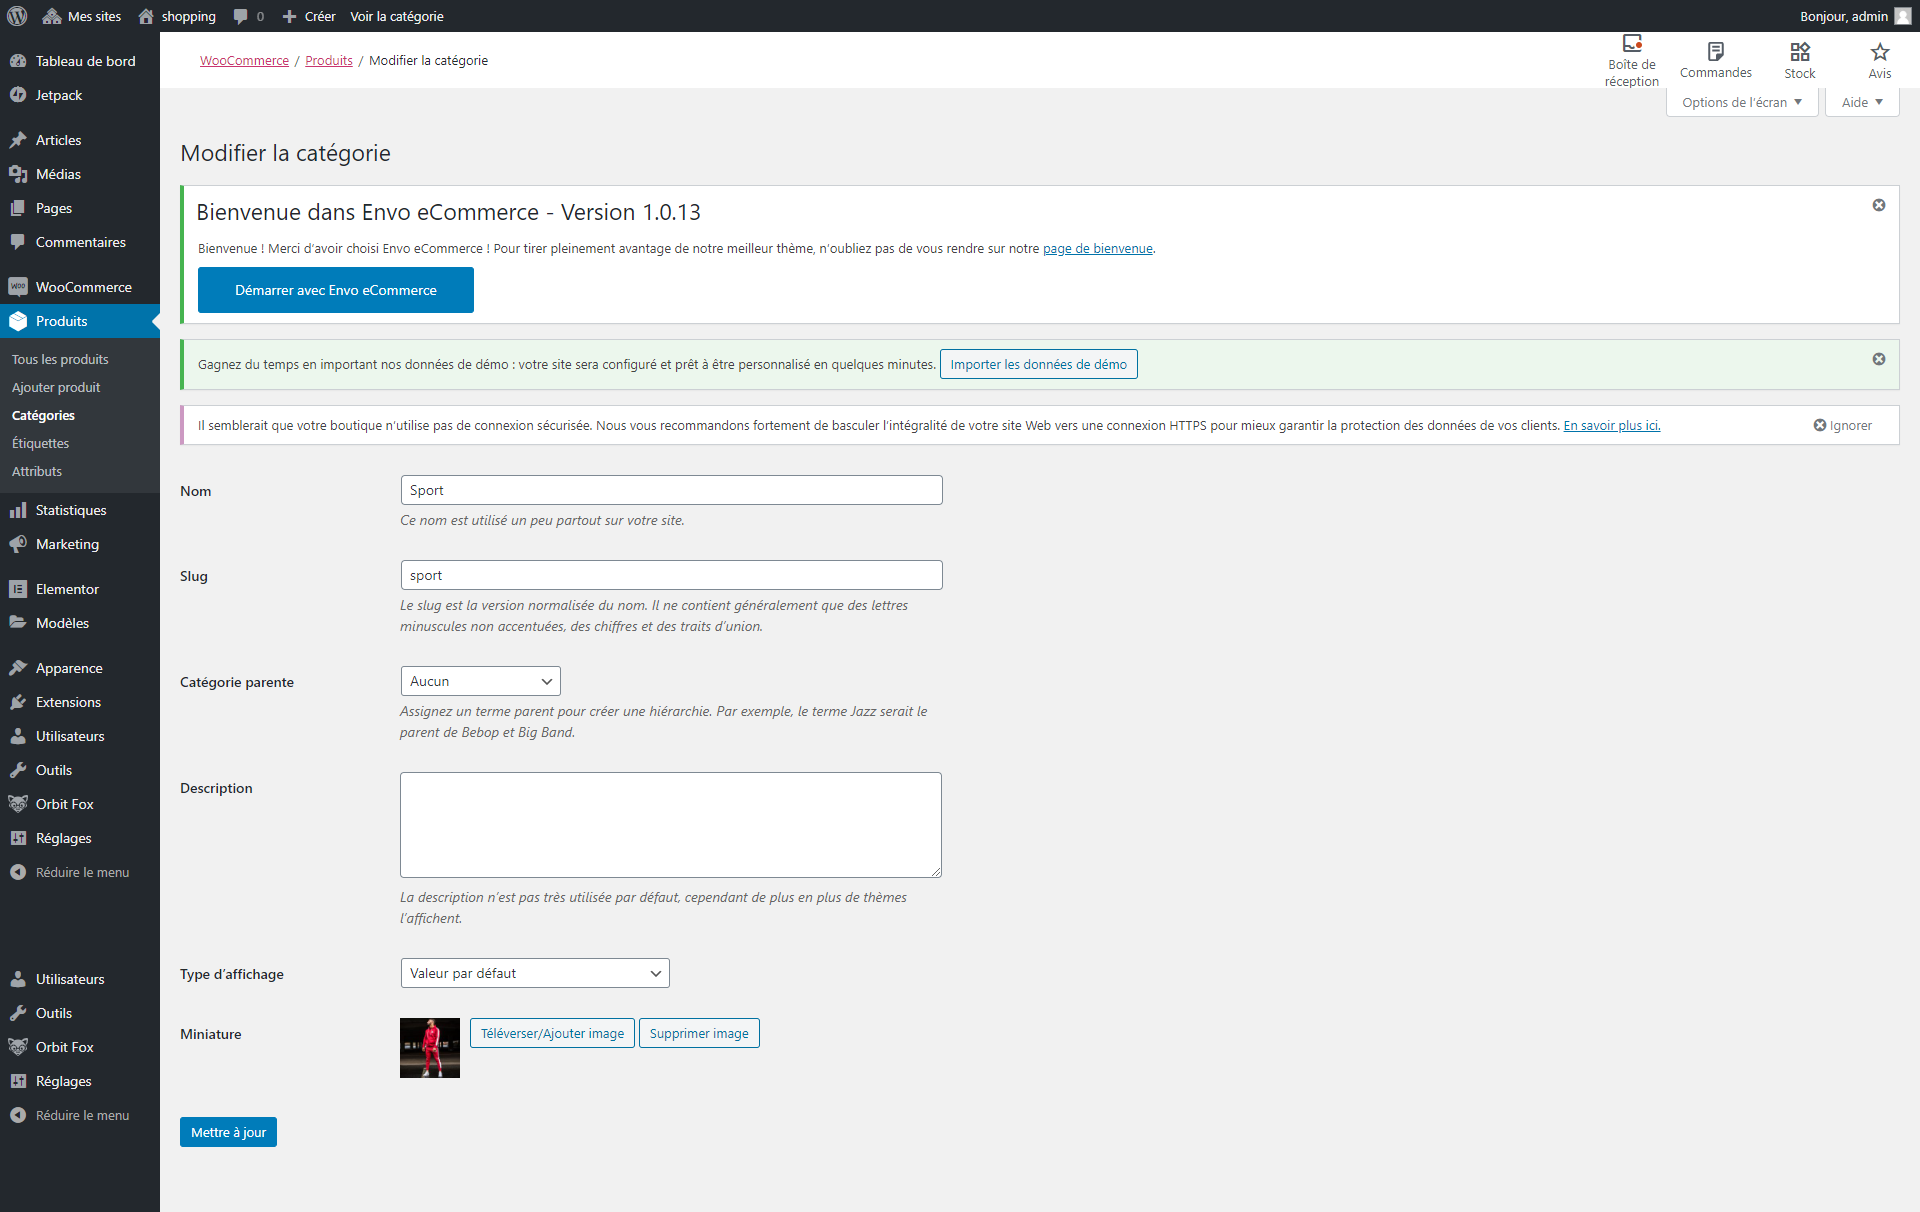 Mes sites shopping 0 Créer Voir la catégorie Bonjour, admin
Tableau de bord
Jetpack
Articles
Médias
Pages
Commentaires
Woo WooCommerce
Produits
Tous les produits
Ajouter produit
Catégories
Étiquettes
Attributs
Statistiques
Marketing
Elementor
Modèles
Apparence
Extensions
Utilisateurs
Outils
Orbit Fox
Réglages
Réduire le menu
Utilisateurs
Outils
Orbit Fox
Réglages
Réduire le menu
WooCommerce / Produits / Modifier la catégorie
Boîte de
réception
Commandes
Stock
Avis
Options de l'écran
Aide
Modifier la catégorie
Bienvenue dans Envo eCommerce - Version 1.0.13
Bienvenue ! Merci d'avoir choisi Envo eCommerce ! Pour tirer pleinement avantage de notre meilleur thème, n'oubliez pas de vous rendre sur notre page de bienvenue.
Démarrer avec Envo eCommerce
Gagnez du temps en important nos données de démo : votre site sera configuré et prêt à être personnalisé en quelques minutes. Importer les données de démo
Il semblerait que votre boutique n'utilise pas de connexion sécurisée. Nous vous recommandons fortement de basculer l'intégralité de votre site Web vers une connexion HTTPS pour mieux garantir la protection des données de vos clients. En savoir plus ici. Ignorer
Nom
Sport
Ce nom est utilisé un peu partout sur votre site.
Slug
sport
Le slug est la version normalisée du nom. Il ne contient généralement que des lettres
minuscules non accentuées, des chiffres et des traits d'union.
Catégorie parente
Aucun
Assignez un terme parent pour créer une hiérarchie. Par exemple, le terme Jazz serait le
parent de Bebop et Big Band.
Description
La description n'est pas très utilisée par défaut, cependant de plus en plus de thèmes
l'affichent.
Type d'affichage
Valeur par défaut
Miniature
Téléverser/Ajouter image
Supprimer image
Mettre à jour